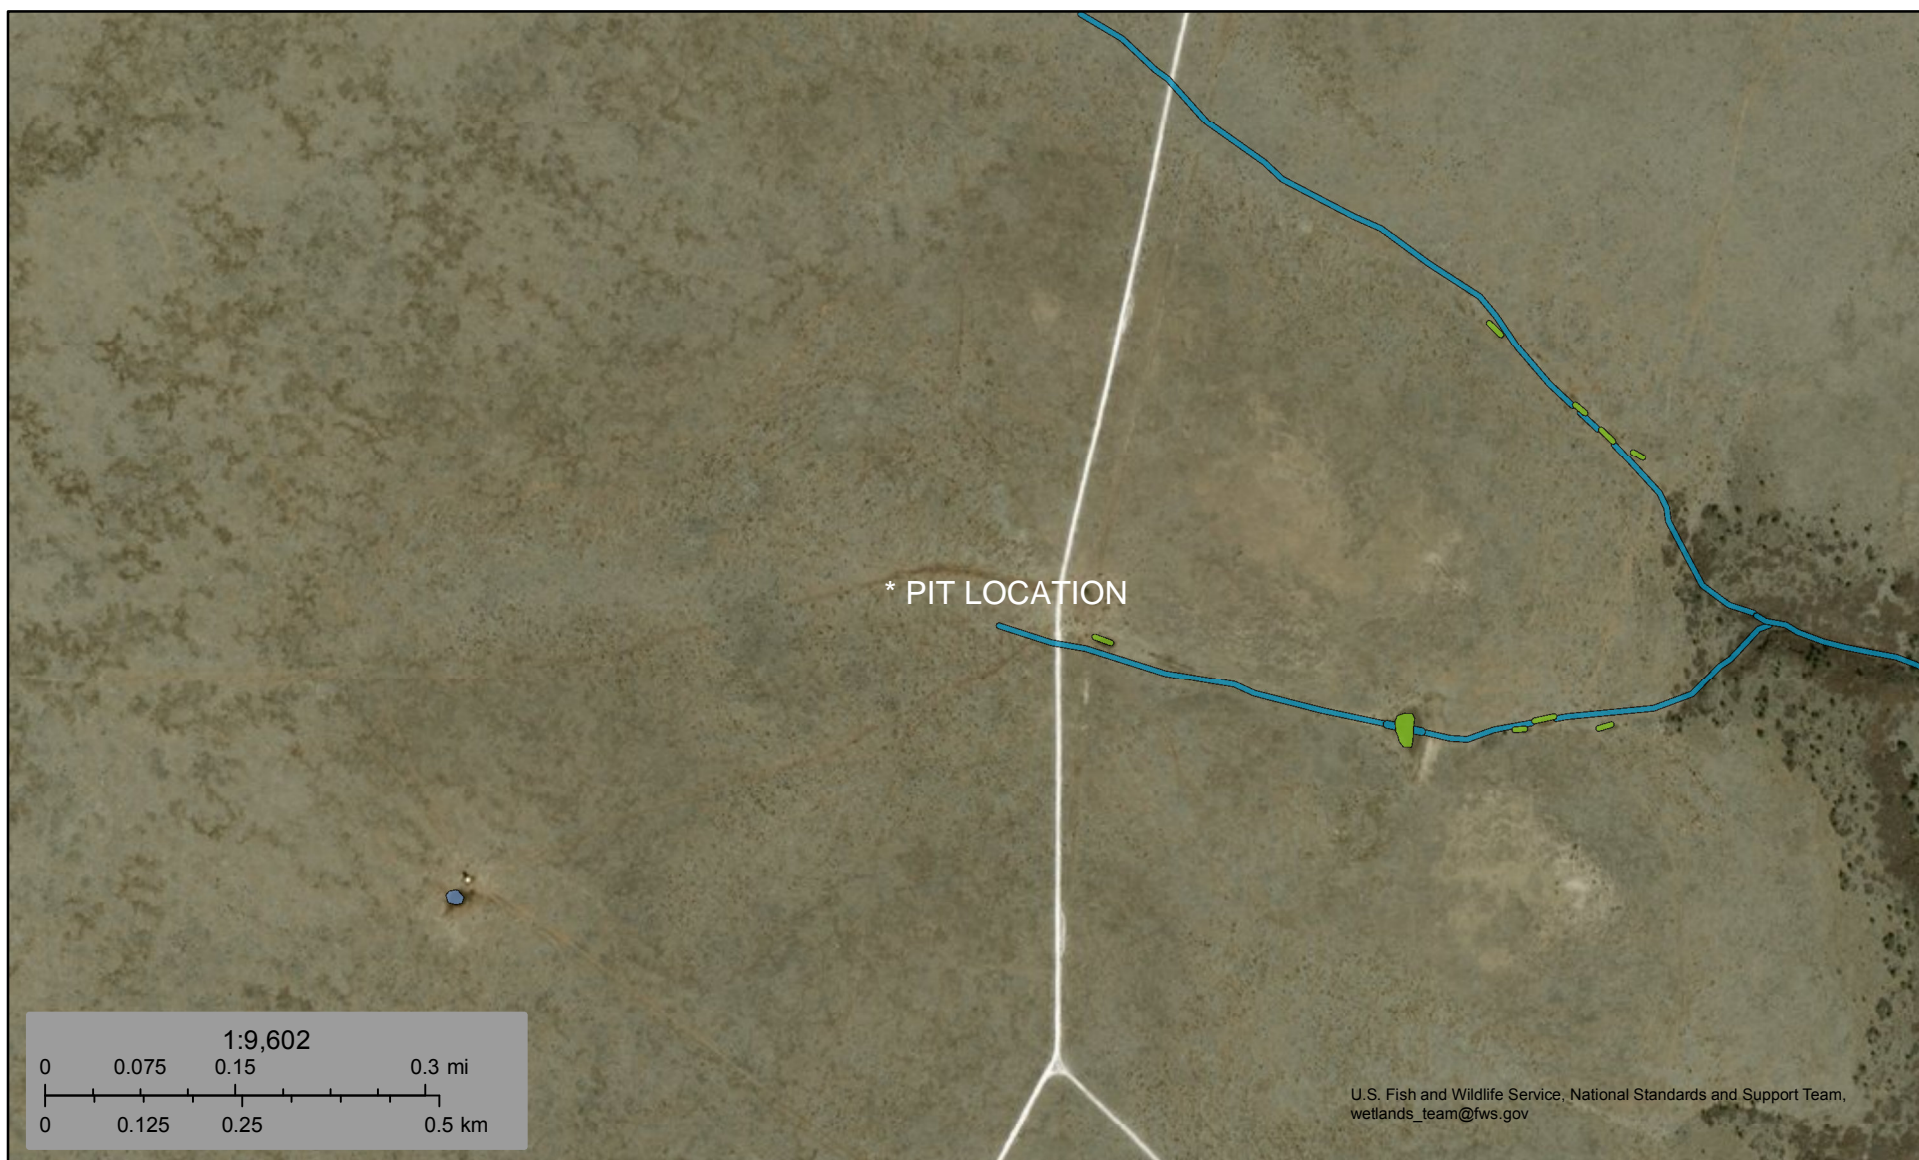 * PIT LOCATION
1:9,602
0 0.075 0.15 0.3 mi
0 0.125 0.25 0.5 km
U.S. Fish and Wildlife Service, National Standards and Support Team,
wetlands_team@fws.gov